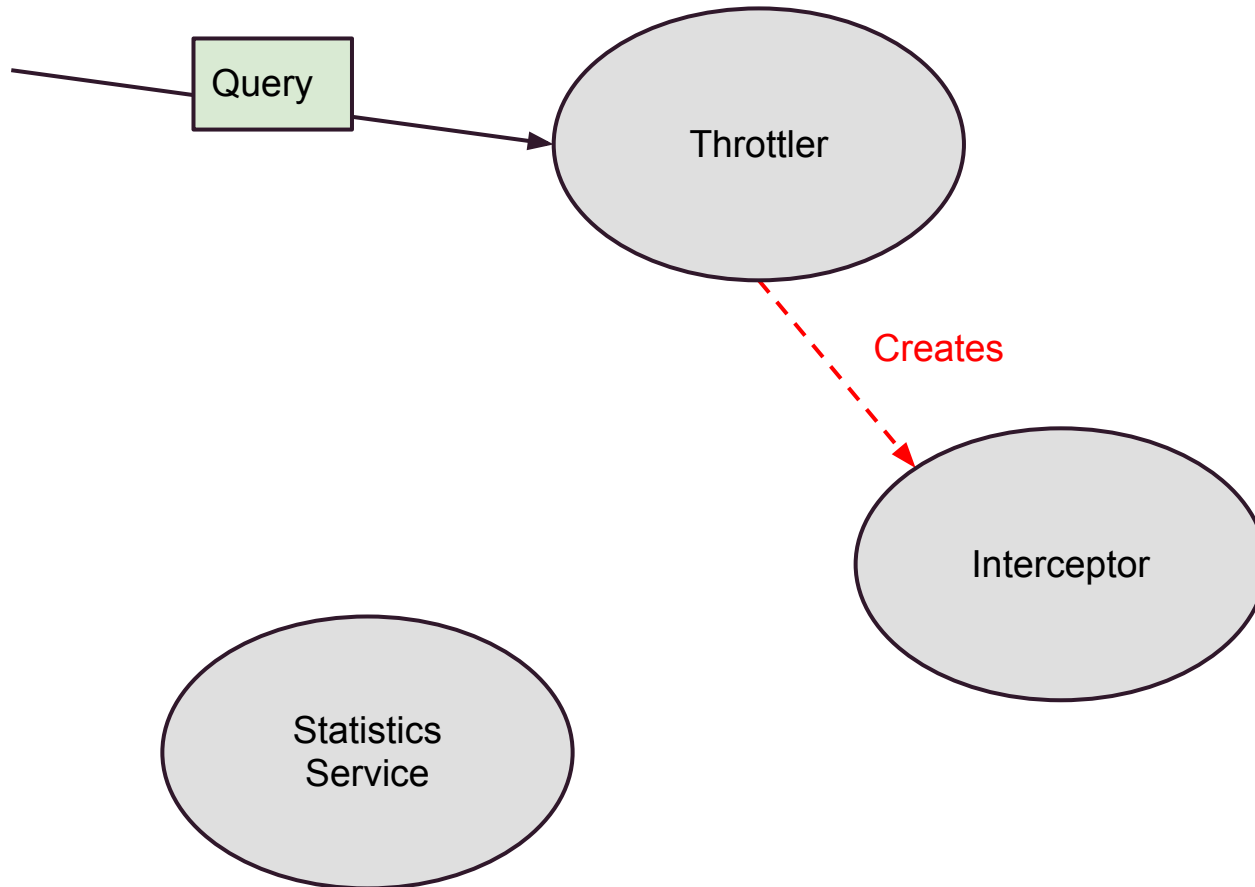 Query
Throttler
Creates
Interceptor
Statistics
Service